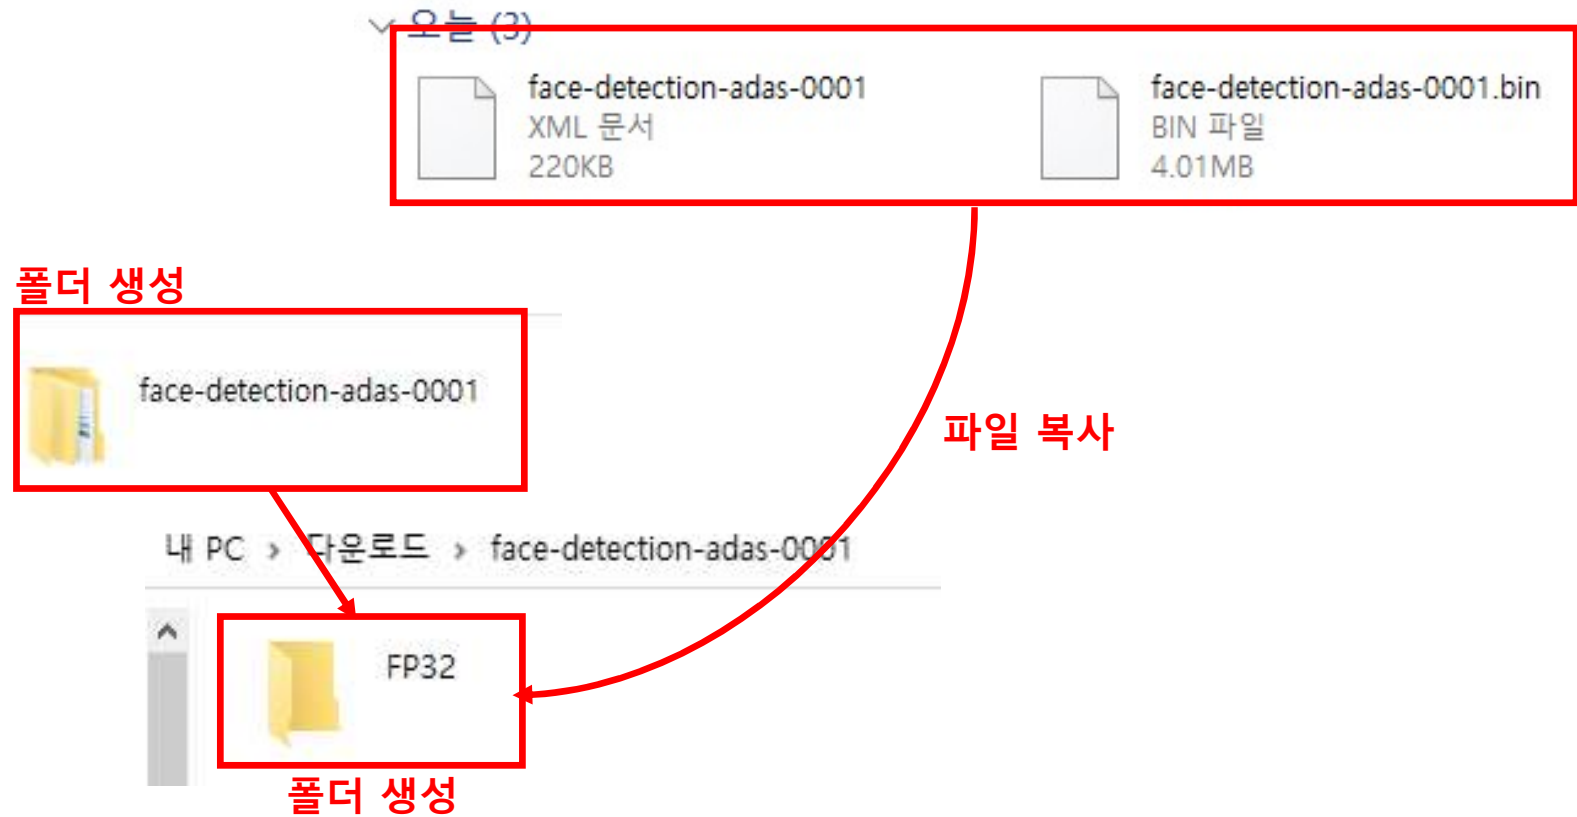 오늘 (3)
face-detection-adas-0001
XML 문서
220KB
face-detection-adas-0001.bin
BIN 파일
4.01MB
폴더 생성
face-detection-adas-0001
파일 복사
내 PC > 다운로드 > face-detection-adas-0001
FP32
폴더 생성